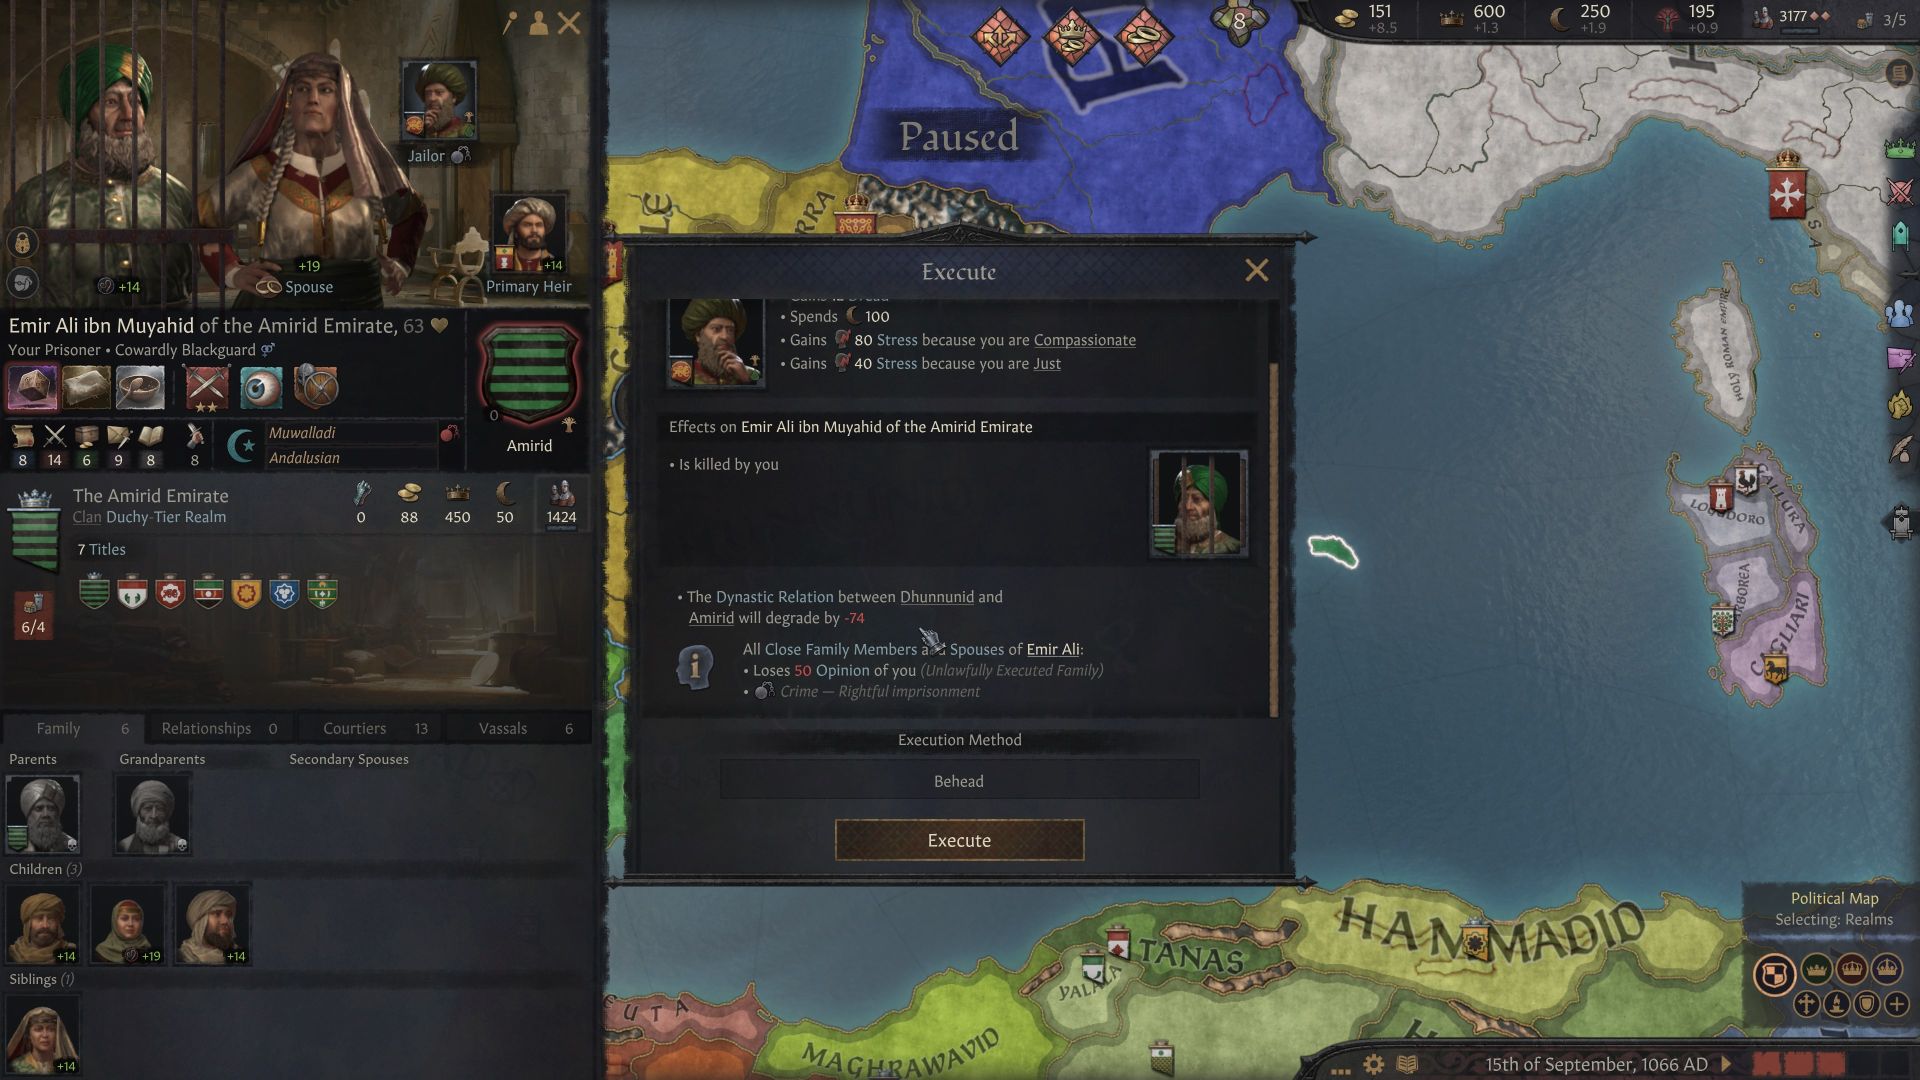 Jailor
+14
+19
Spouse
+14
Primary Heir
Emir Ali ibn Muyahid of the Amirid Emirate, 63
Your Prisoner • Cowardly Blackguard
8 14 6 9 8 8
Muwalladi
Andalusian
0
Amirid
The Amirid Emirate
Clan Duchy-Tier Realm
0 88 450 50 1424
7 Titles
6/4
Family 6
Relationships 0
Courtiers 13
Vassals 6
Parents
Grandparents
Secondary Spouses
Children (3)
+14
+19
+14
Siblings (1)
+14
Paused
8
151
+8.5
600
+1.3
250
+1.9
195
+0.9
3177
3/5
Execute
• Spends 100
• Gains 80 Stress because you are Compassionate
• Gains 40 Stress because you are Just
Effects on Emir Ali ibn Muyahid of the Amirid Emirate
• Is killed by you
• The Dynastic Relation between Dhunnunid and
Amirid will degrade by -74
All Close Family Members and Spouses of Emir Ali:
• Loses 50 Opinion of you (Unlawfully Executed Family)
• Crime — Rightful imprisonment
Execution Method
Behead
Execute
HOLY ROMAN EMPIRE
GALLURA
ARBOREA
CAGLIARI
HAMMADID
TANAS
YALALA
MAGHRAWAVID
Political Map
Selecting: Realms
15th of September, 1066 AD